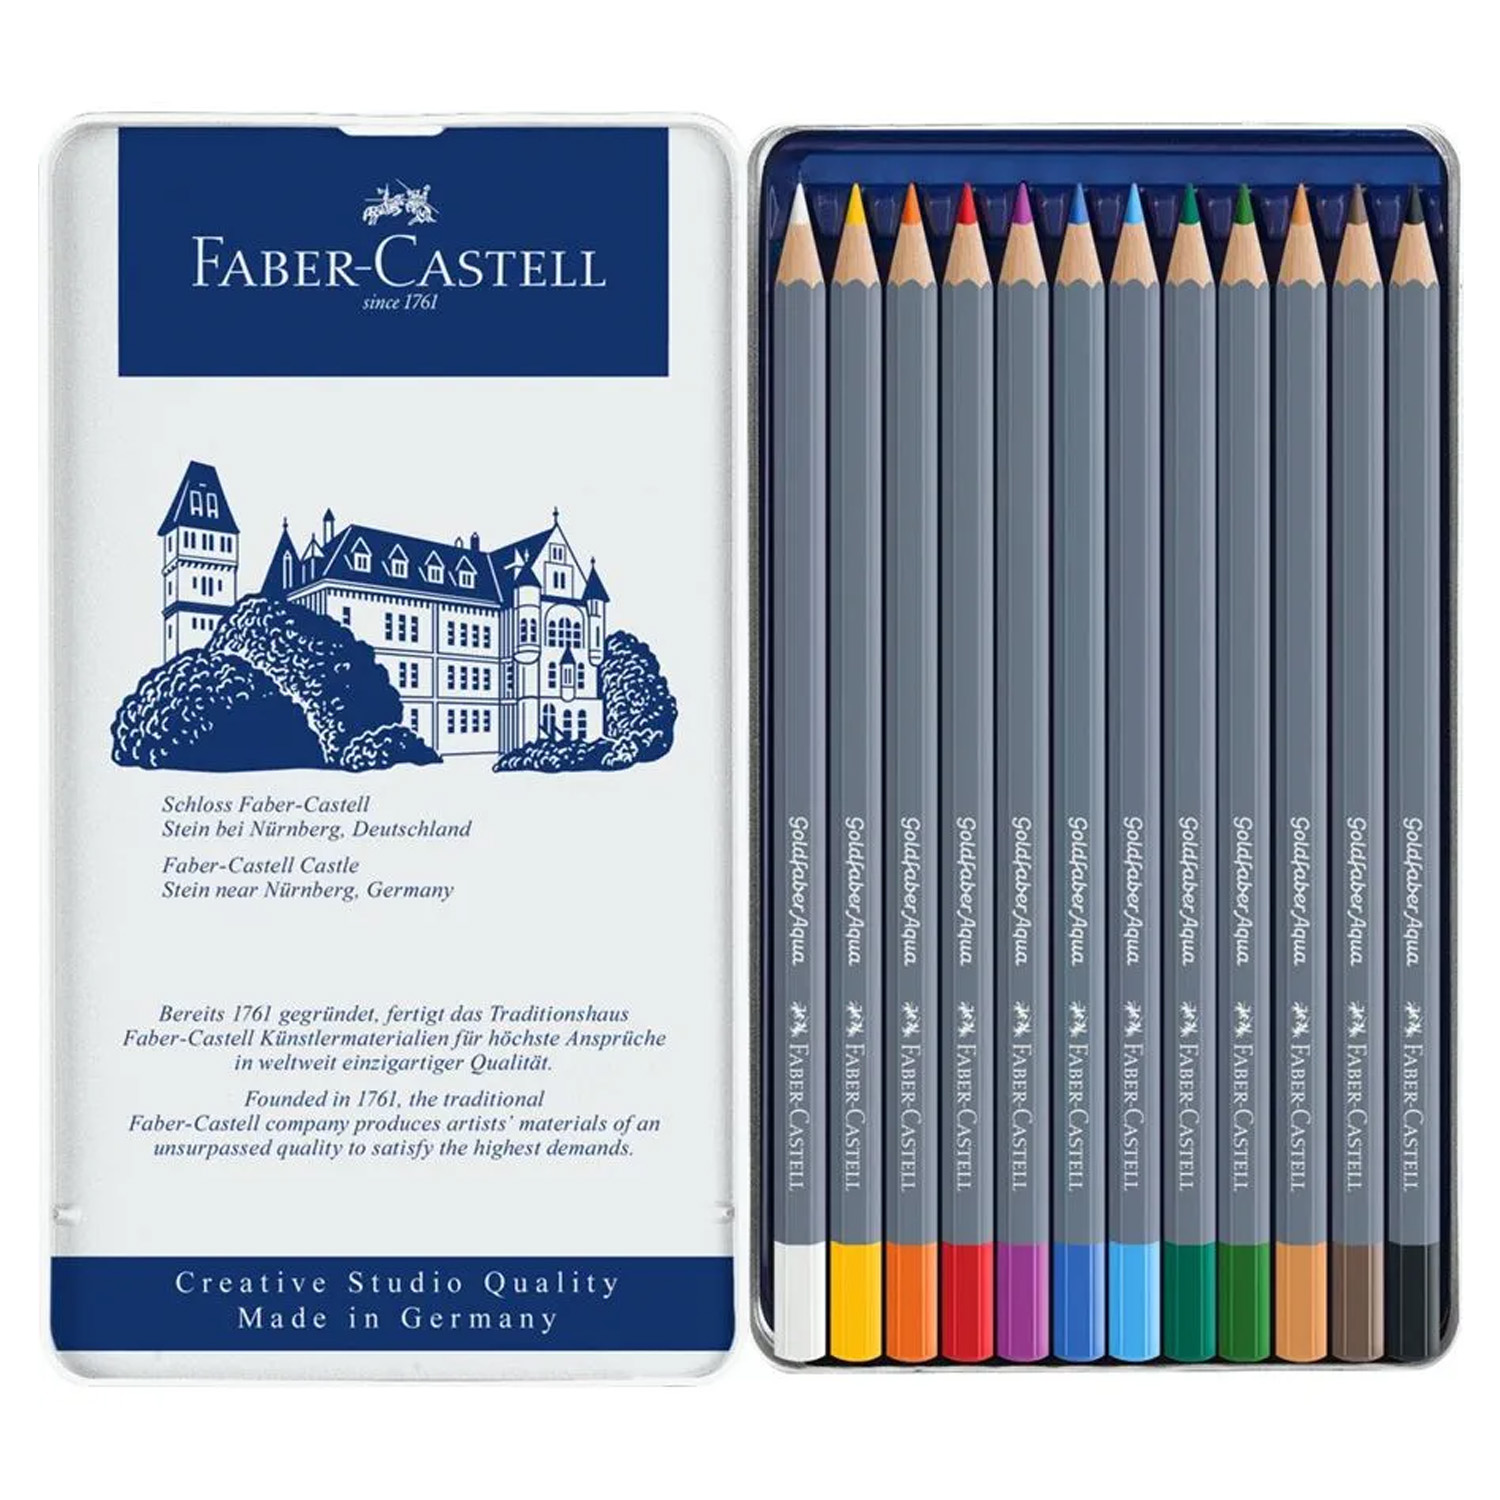 FABER-CASTELL
since 1761
Schloss Faber-Castell
Stein bei Nürnberg, Deutschland
Faber-Castell Castle
Stein near Nürnberg, Germany
Bereits 1761 gegründet, fertigt das Traditionshaus
Faber-Castell Künstlermaterialien für höchste Ansprüche
in weltweit einzigartiger Qualität.
Founded in 1761, the traditional
Faber-Castell company produces artists' materials of an
unsurpassed quality to satisfy the highest demands.
Creative Studio Quality
Made in Germany
Goldfaber Aqua FABER-CASTELL
Goldfaber Aqua FABER-CASTELL
Goldfaber Aqua FABER-CASTELL
Goldfaber Aqua FABER-CASTELL
Goldfaber Aqua FABER-CASTELL
Goldfaber Aqua FABER-CASTELL
Goldfaber Aqua FABER-CASTELL
Goldfaber Aqua FABER-CASTELL
Goldfaber Aqua FABER-CASTELL
Goldfaber Aqua FABER-CASTELL
Goldfaber Aqua FABER-CASTELL
Goldfaber Aqua FABER-CASTELL